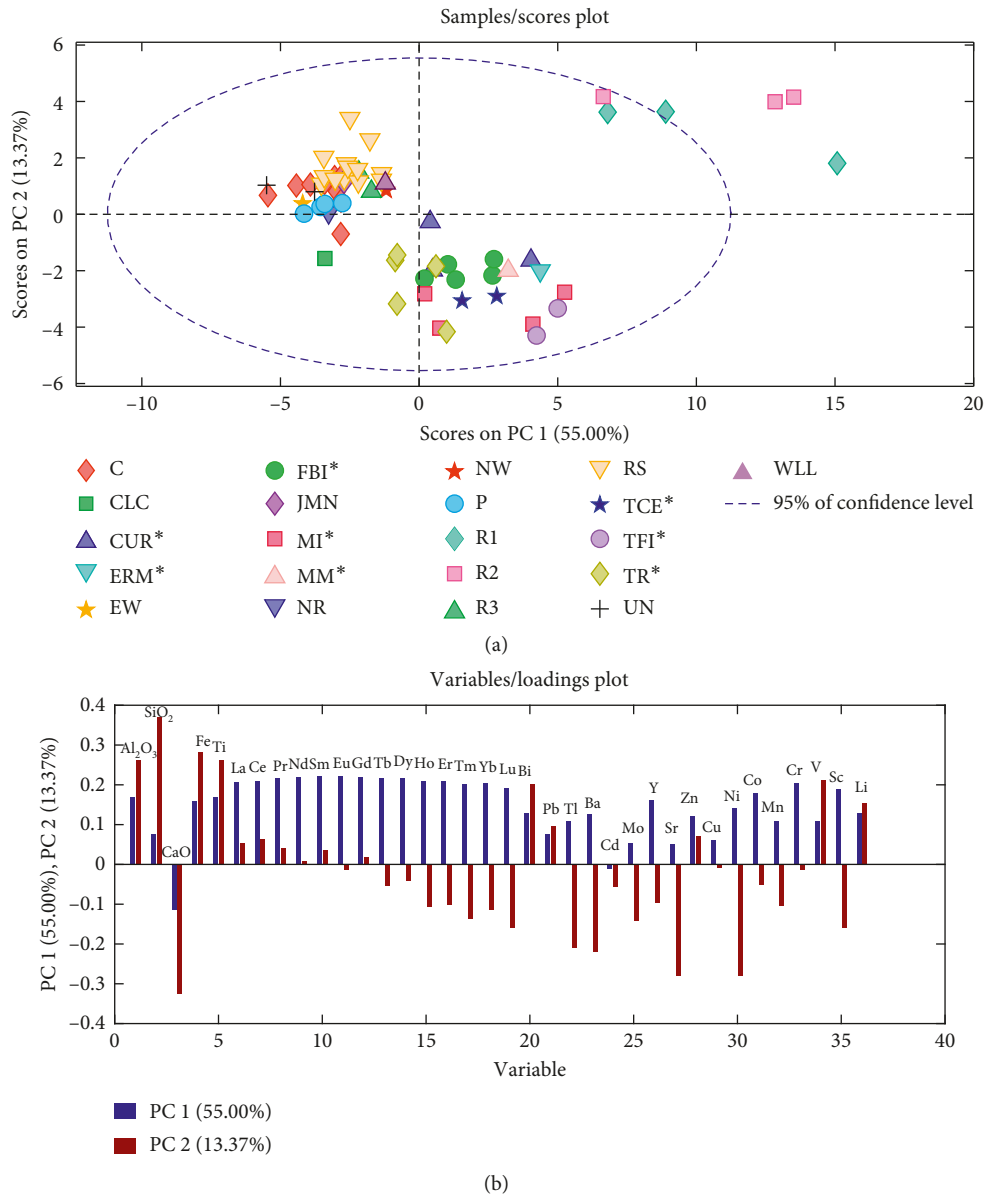 Samples/scores plot
6
4
2
0
−2
−4
−6
Scores on PC 2 (13.37%)
−10 −5 0 5 10 15 20
Scores on PC 1 (55.00%)
C FBI* NW RS WLL
CLC JMN P TCE* 95% of confidence level
CUR* MI* R1 TFI*
ERM* MM* R2 TR*
EW NR R3 UN
(a)
Variables/loadings plot
0.4
0.3
0.2
0.1
0
−0.1
−0.2
−0.3
−0.4
PC 1 (55.00%), PC 2 (13.37%)
Al₂O₃ SiO₂ CaO Fe Ti La Ce Pr Nd Sm Eu Gd Tb Dy Ho Er Tm Yb Lu Bi Pb Tl Ba Cd Mo Y Sr Zn Cu Ni Co Mn Cr V Sc Li
0 5 10 15 20 25 30 35 40
Variable
PC 1 (55.00%)
PC 2 (13.37%)
(b)